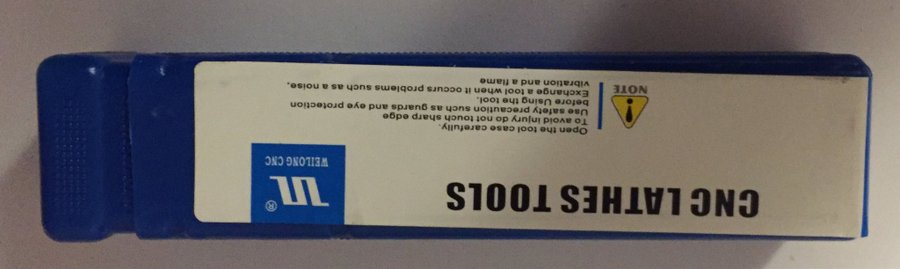 CNC LATHES TOOLS
®
WEILONG CNC
Open the tool case carefully.
To avoid injury do not touch sharp edge
Use safety precaution such as guards and eye protection
before Using the tool.
Exchange a tool when it occurs problems such as a noise,
vibration and a flame
NOTE